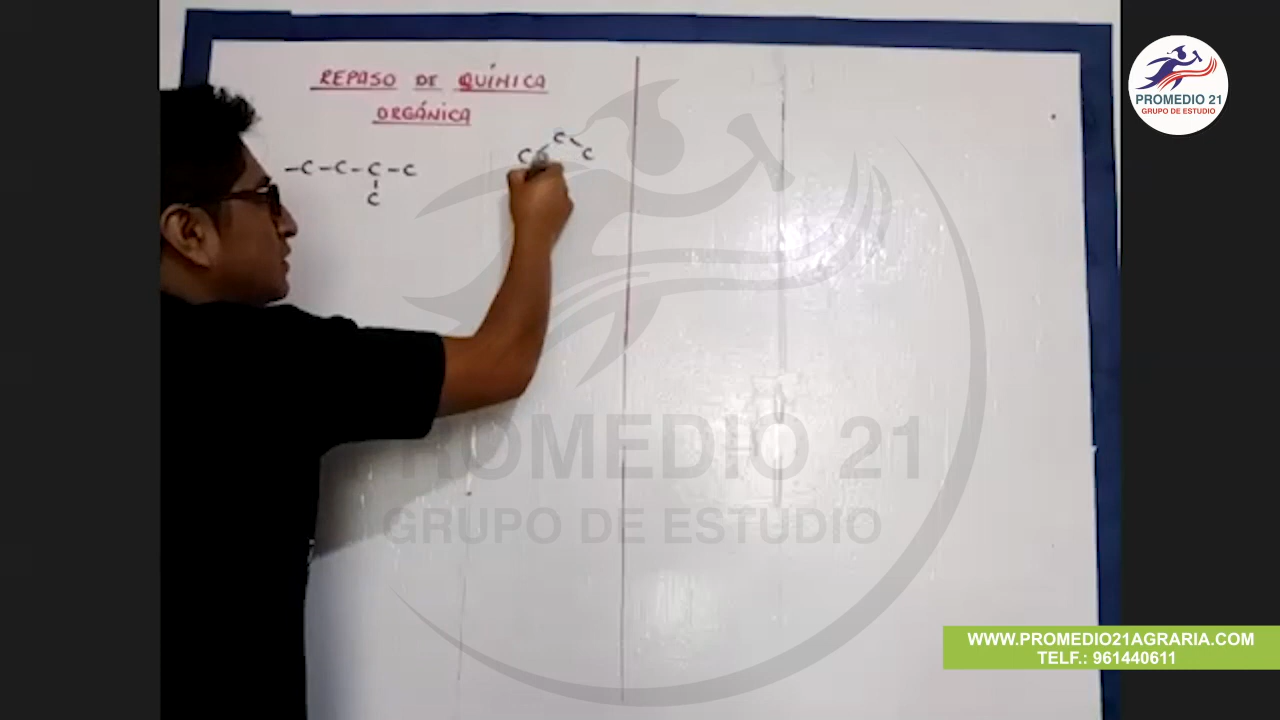 REPASO DE QUÍMICA
ORGÁNICA
-C-C-C-C
C
C
C C
PROMEDIO 21
GRUPO DE ESTUDIO
PROMEDIO 21
GRUPO DE ESTUDIO
WWW.PROMEDIO21AGRARIA.COM
TELF.: 961440611